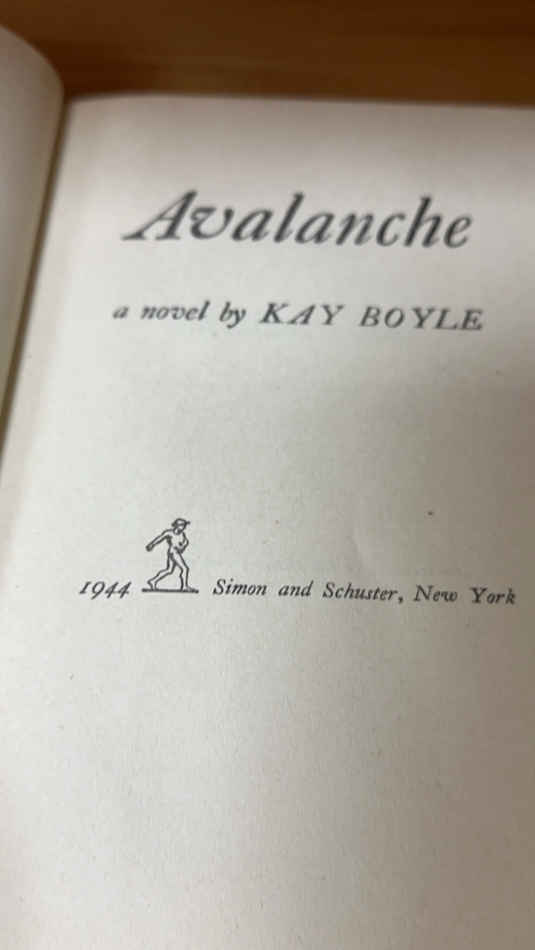 Avalanche
a novel by KAY BOYLE
1944 Simon and Schuster, New York